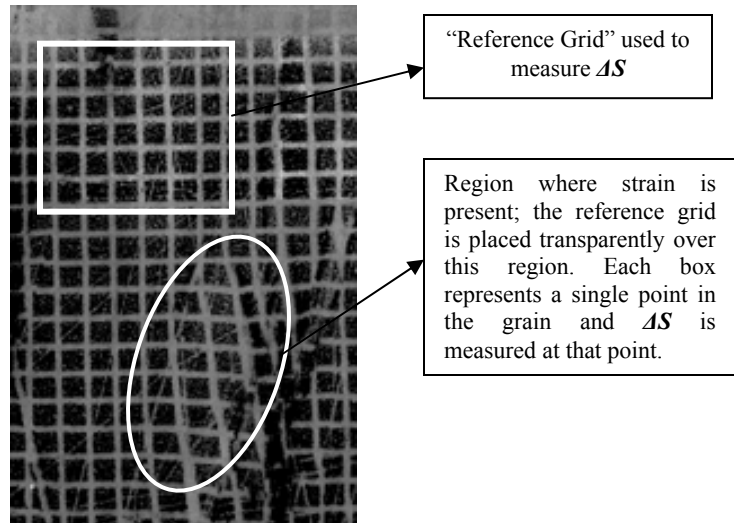 “Reference Grid” used to
measure ΔS
Region where strain is
present; the reference grid
is placed transparently over
this region. Each box
represents a single point in
the grain and ΔS is
measured at that point.